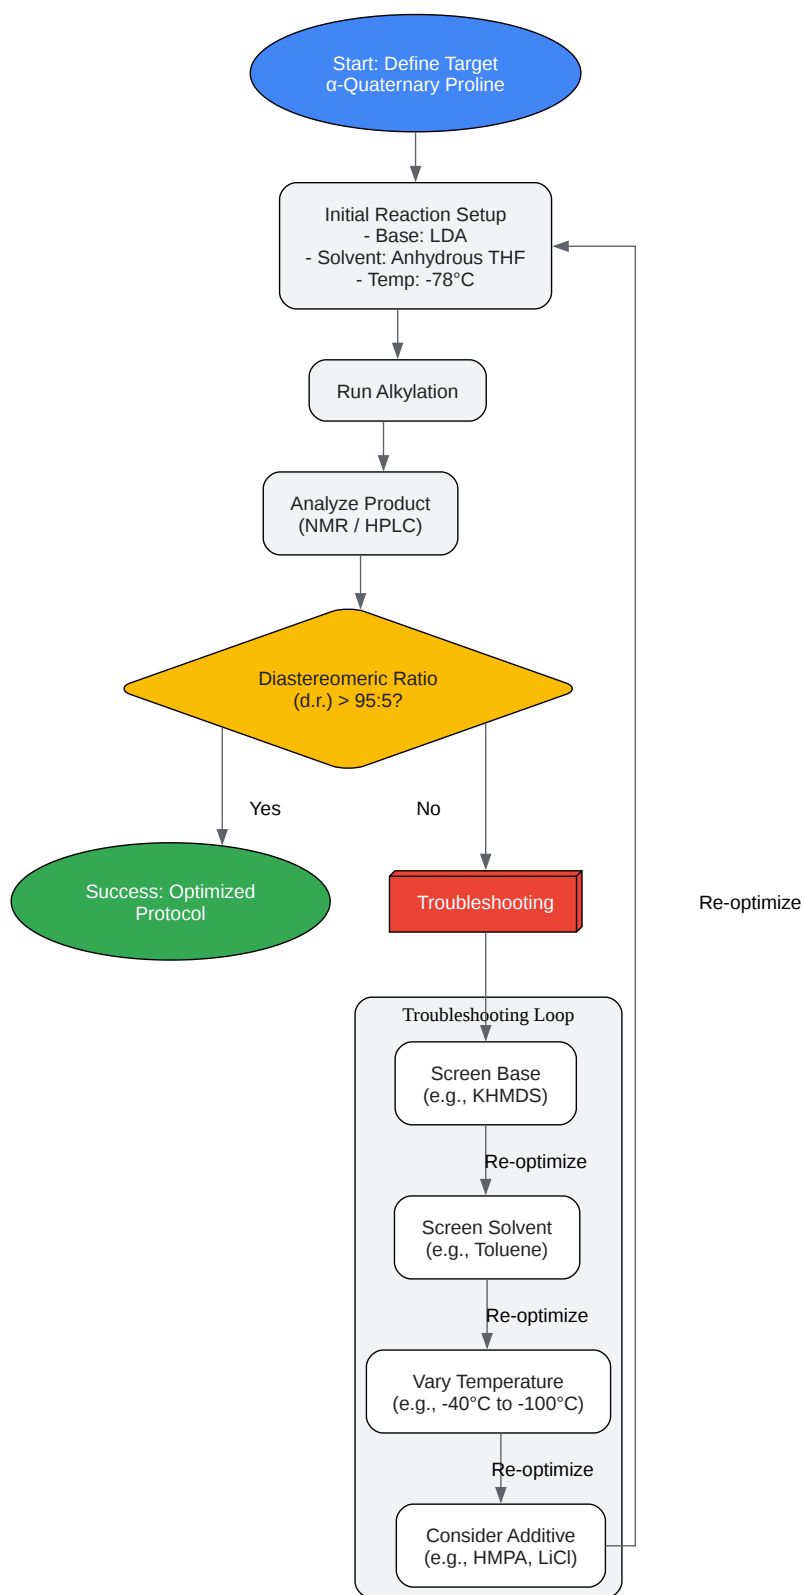 Start: Define Target
α-Quaternary Proline
Initial Reaction Setup
- Base: LDA
- Solvent: Anhydrous THF
- Temp: -78°C
Run Alkylation
Analyze Product
(NMR / HPLC)
Diastereomeric Ratio
(d.r.) > 95:5?
Yes
No
Success: Optimized
Protocol
Troubleshooting
Re-optimize
Troubleshooting Loop
Screen Base
(e.g., KHMDS)
Re-optimize
Screen Solvent
(e.g., Toluene)
Re-optimize
Vary Temperature
(e.g., -40°C to -100°C)
Re-optimize
Consider Additive
(e.g., HMPA, LiCl)